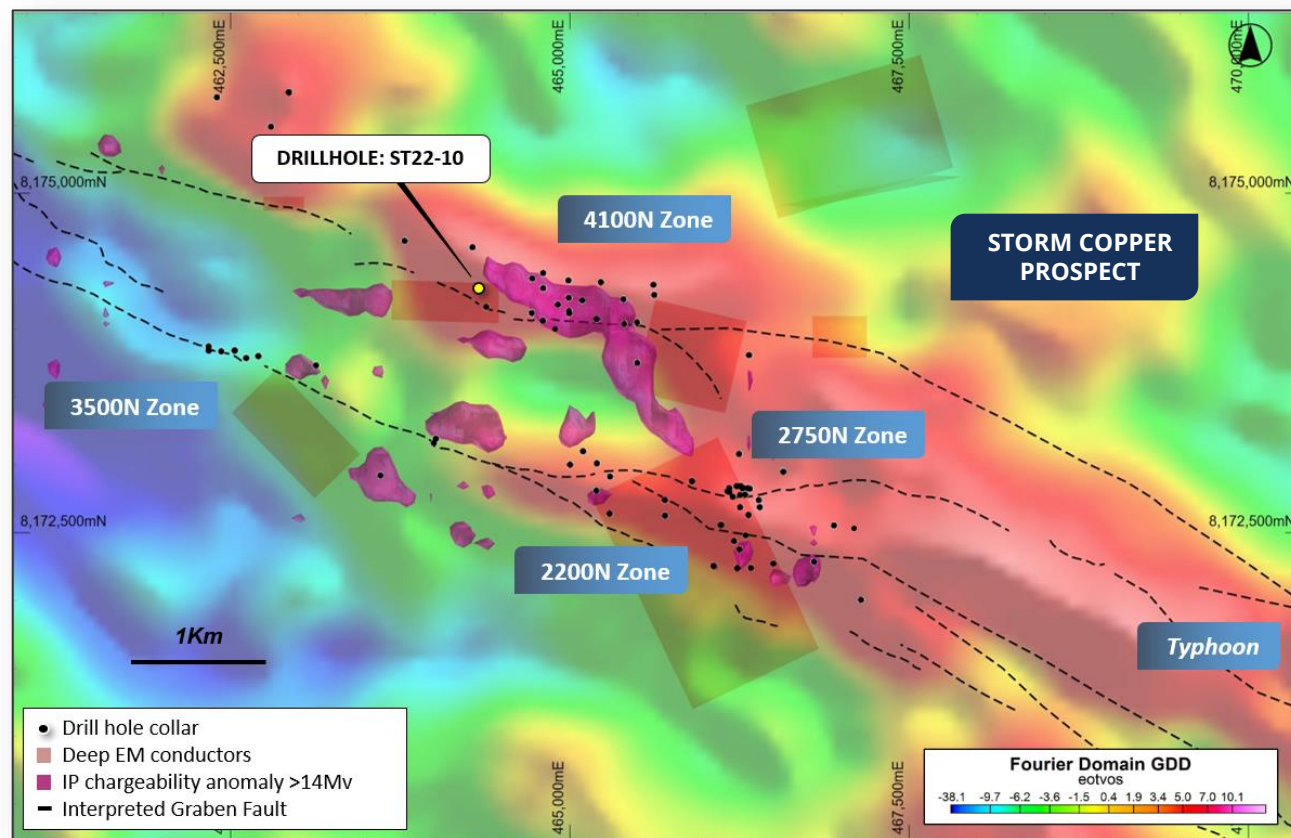 462,500mE
465,000mE
467,500mE
470,000mE
DRILLHOLE: ST22-10
8,175,000mN
8,175,000mN
4100N Zone
STORM COPPER
PROSPECT
3500N Zone
2750N Zone
8,172,500mN
8,172,500mN
2200N Zone
1Km
Typhoon
Drill hole collar
Deep EM conductors
IP chargeability anomaly >14Mv
Interpreted Graben Fault
465,000mE
467,500mE
Fourier Domain GDD
eotvos
-38.1 -9.7 -6.2 -3.6 -1.5 0.4 1.9 3.4 5.0 7.0 10.1